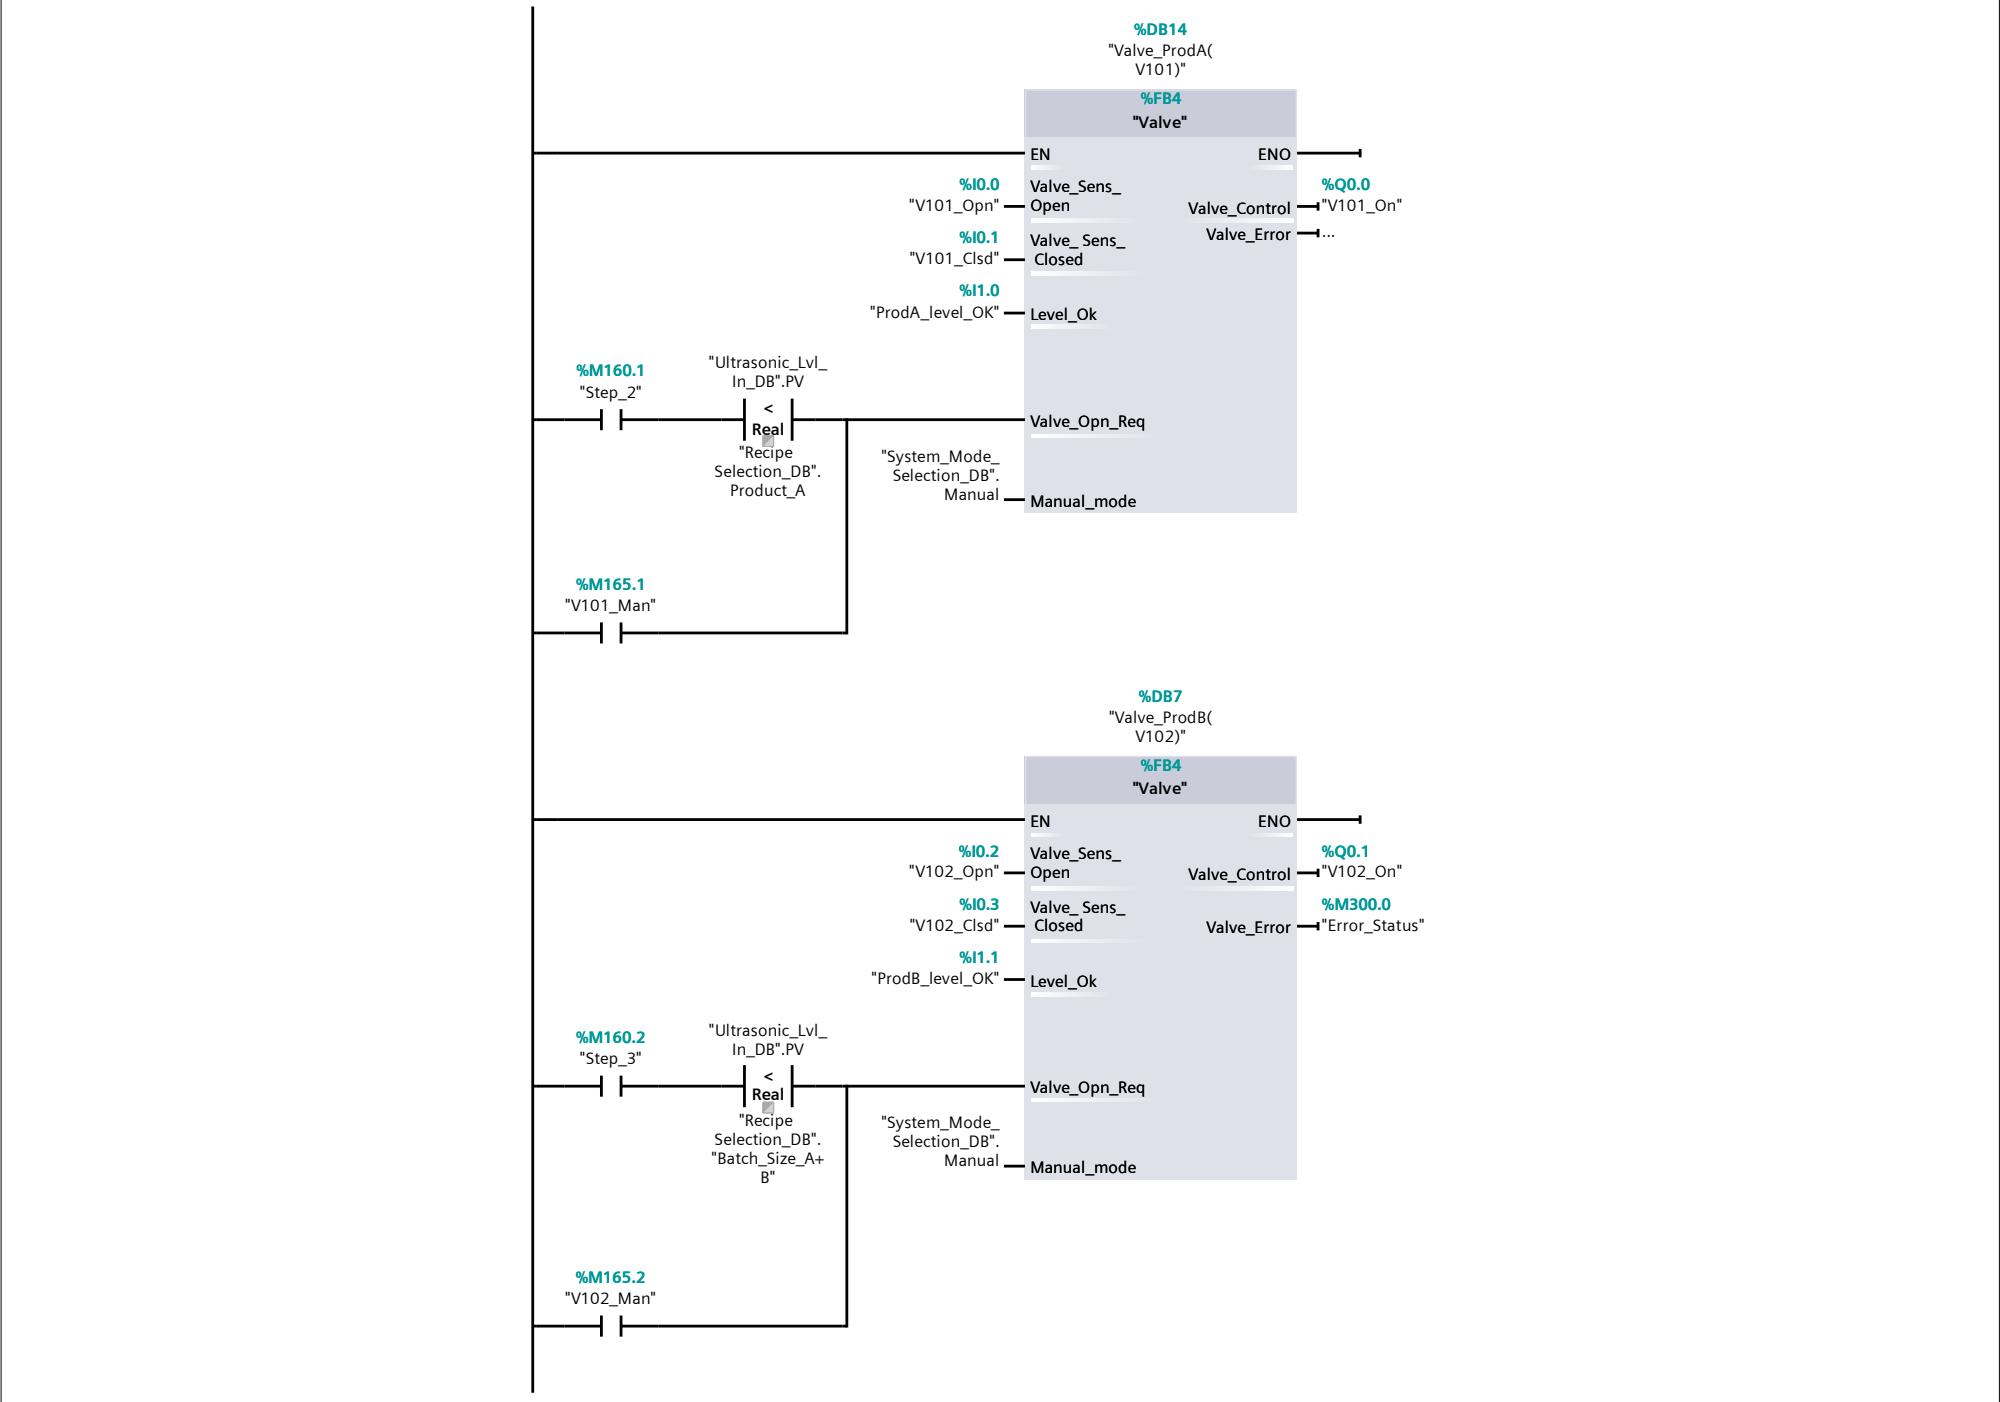 %DB14
"Valve_ProdA(
V101)"
%FB4
"Valve"
EN
ENO
%I0.0
"V101_Opn"
Valve_Sens_
Open
%Q0.0
Valve_Control
"V101_On"
Valve_Error
...
%I0.1
"V101_Clsd"
Valve_ Sens_
Closed
%I1.0
"ProdA_level_OK"
Level_Ok
%M160.1
"Step_2"
"Ultrasonic_Lvl_
In_DB".PV
<
Real
"Recipe
Selection_DB".
Product_A
Valve_Opn_Req
"System_Mode_
Selection_DB".
Manual
Manual_mode
%M165.1
"V101_Man"
%DB7
"Valve_ProdB(
V102)"
%FB4
"Valve"
EN
ENO
%I0.2
"V102_Opn"
Valve_Sens_
Open
%Q0.1
Valve_Control
"V102_On"
%I0.3
"V102_Clsd"
Valve_ Sens_
Closed
%M300.0
Valve_Error
"Error_Status"
%I1.1
"ProdB_level_OK"
Level_Ok
%M160.2
"Step_3"
"Ultrasonic_Lvl_
In_DB".PV
<
Real
"Recipe
Selection_DB".
"Batch_Size_A+
B"
Valve_Opn_Req
"System_Mode_
Selection_DB".
Manual
Manual_mode
%M165.2
"V102_Man"